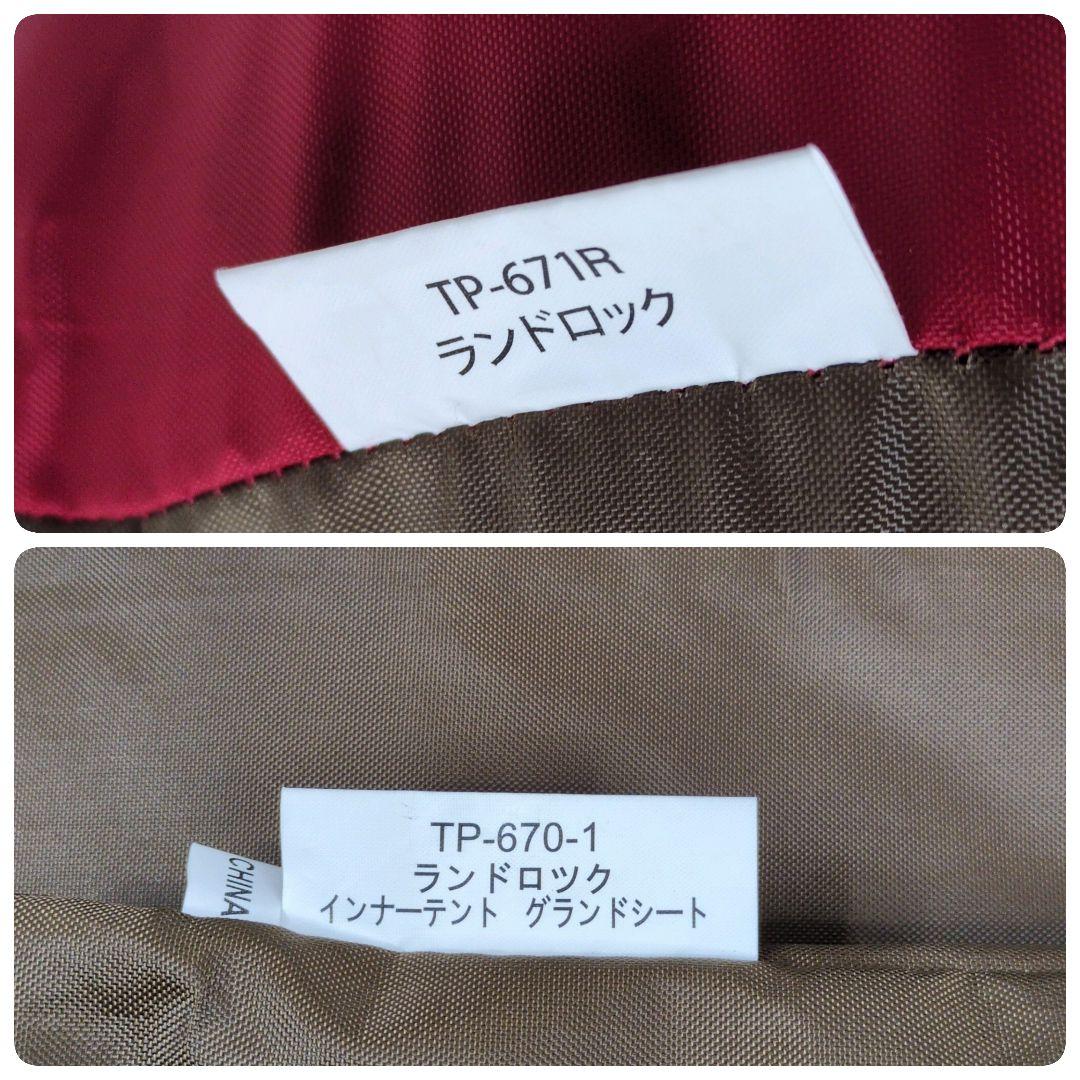 TP-671R
ランドロック
TP-670-1
ランドロツク
インナーテント　グランドシート
CHINA